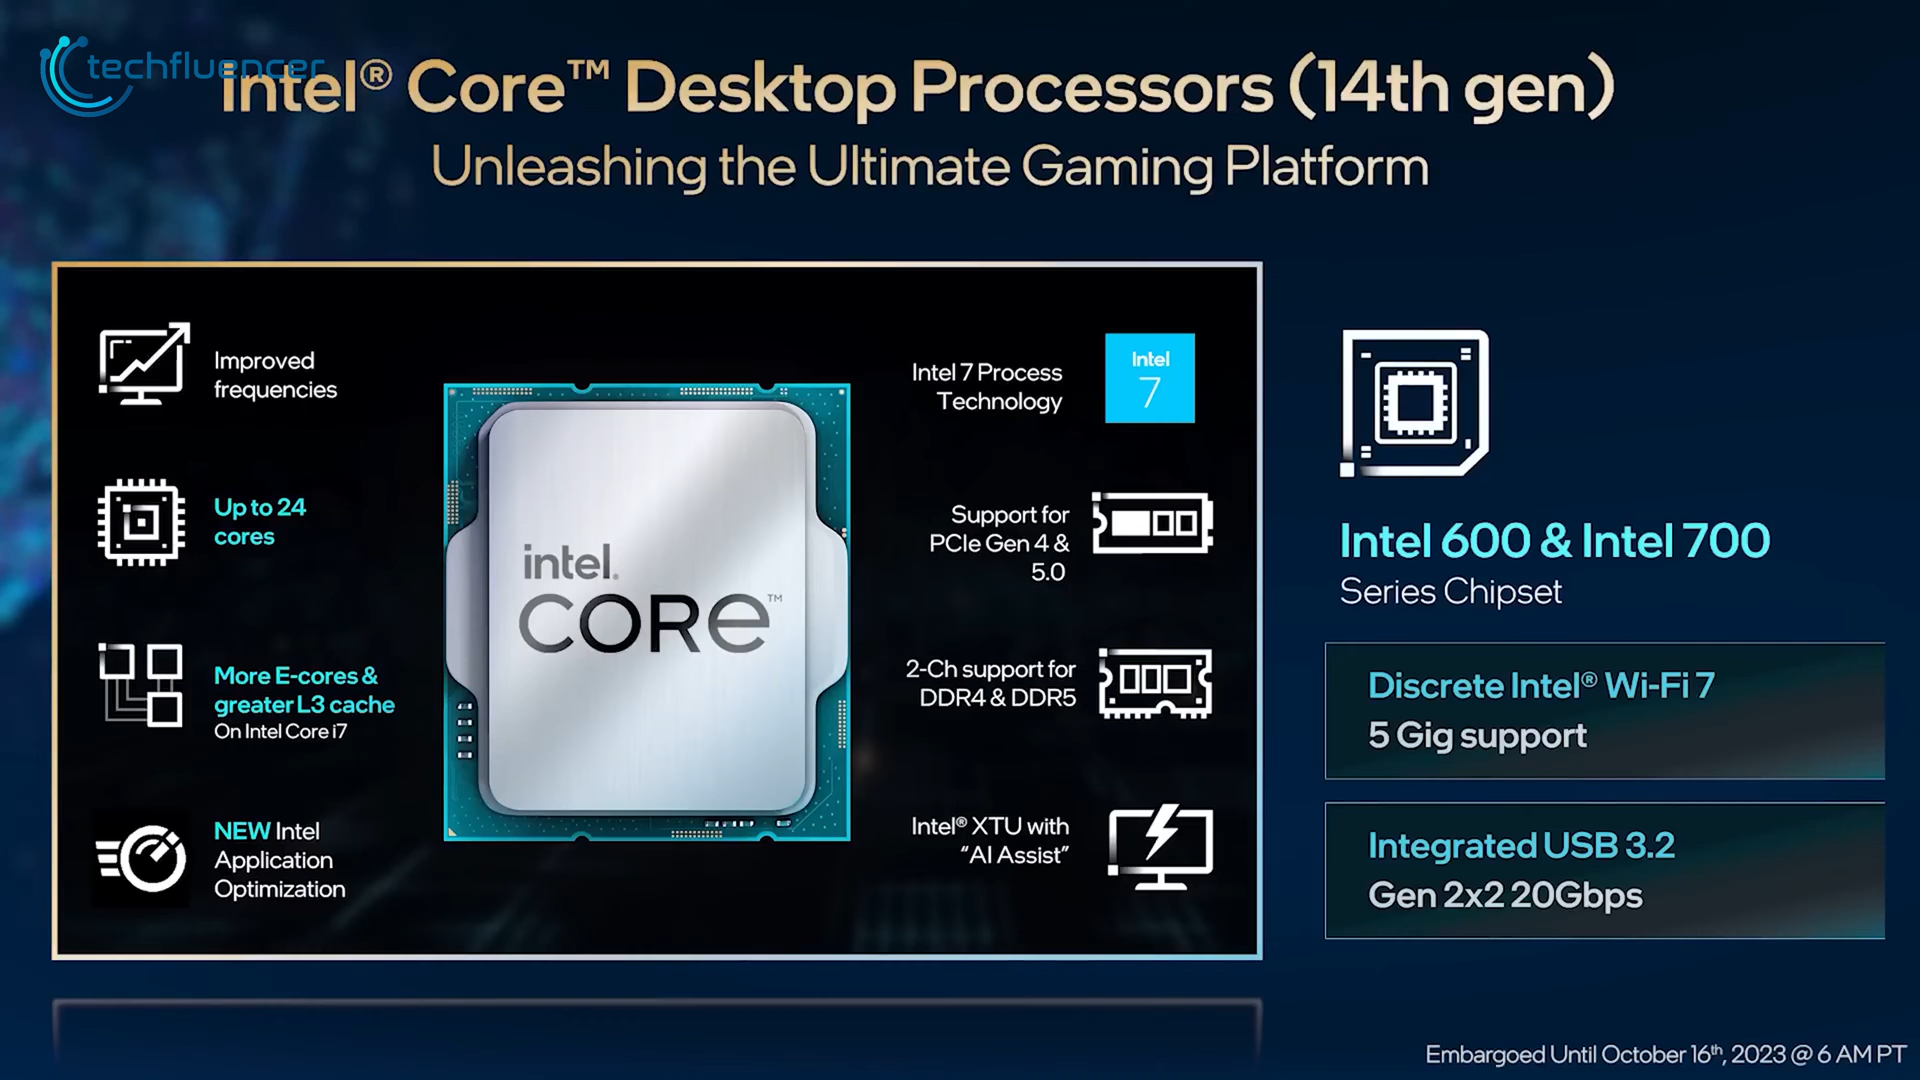 techfluencer
Intel® Core™ Desktop Processors (14th gen)
Unleashing the Ultimate Gaming Platform
Improved
frequencies
Up to 24
cores
More E-cores &
greater L3 cache
On Intel Core i7
NEW Intel
Application
Optimization
intel.
CORe™
Intel 7 Process
Technology
Intel
7
Support for
PCIe Gen 4 &
5.0
2-Ch support for
DDR4 & DDR5
Intel® XTU with
“AI Assist”
Intel 600 & Intel 700
Series Chipset
Discrete Intel® Wi-Fi 7
5 Gig support
Integrated USB 3.2
Gen 2x2 20Gbps
Embargoed Until October 16th, 2023 @ 6 AM PT